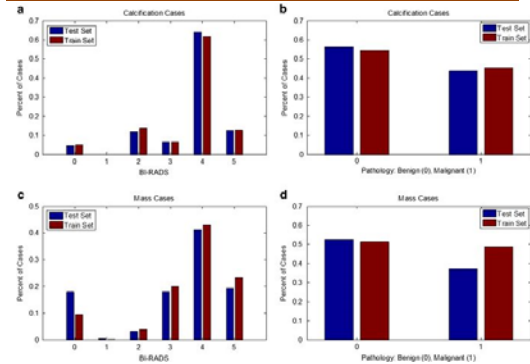 a
Calcification Cases
Percent of Cases
0.7
0.6
0.5
0.4
0.3
0.2
0.1
0
Test Set
Train Set
0 1 2 3 4 5
BI-RADS
b
Calcification Cases
Percent of Cases
0.7
0.6
0.5
0.4
0.3
0.2
0.1
0
Test Set
Train Set
0 1
Pathology: Benign (0), Malignant (1)
c
Mass Cases
Percent of Cases
0.5
0.4
0.3
0.2
0.1
0
Test Set
Train Set
0 1 2 3 4 5
BI-RADS
d
Mass Cases
Percent of Cases
0.7
0.6
0.5
0.4
0.3
0.2
0.1
0
Test Set
Train Set
0 1
Pathology: Benign (0), Malignant (1)